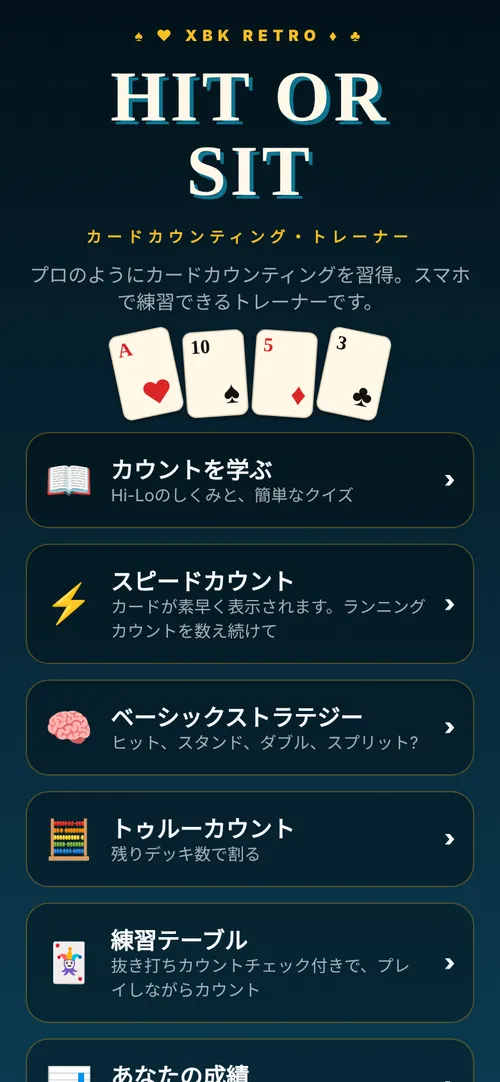 ♠ ♥ XBK RETRO ♦ ♣
HIT OR
SIT
カードカウンティング・トレーナー
プロのようにカードカウンティングを習得。スマホ
で練習できるトレーナーです。
A 10 5 3
カウントを学ぶ
Hi-Loのしくみと、簡単なクイズ
スピードカウント
カードが素早く表示されます。ランニング
カウントを数え続けて
ベーシックストラテジー
ヒット、スタンド、ダブル、スプリット?
トゥルーカウント
残りデッキ数で割る
練習テーブル
抜き打ちカウントチェック付きで、プレ
イしながらカウント
あなたの成績